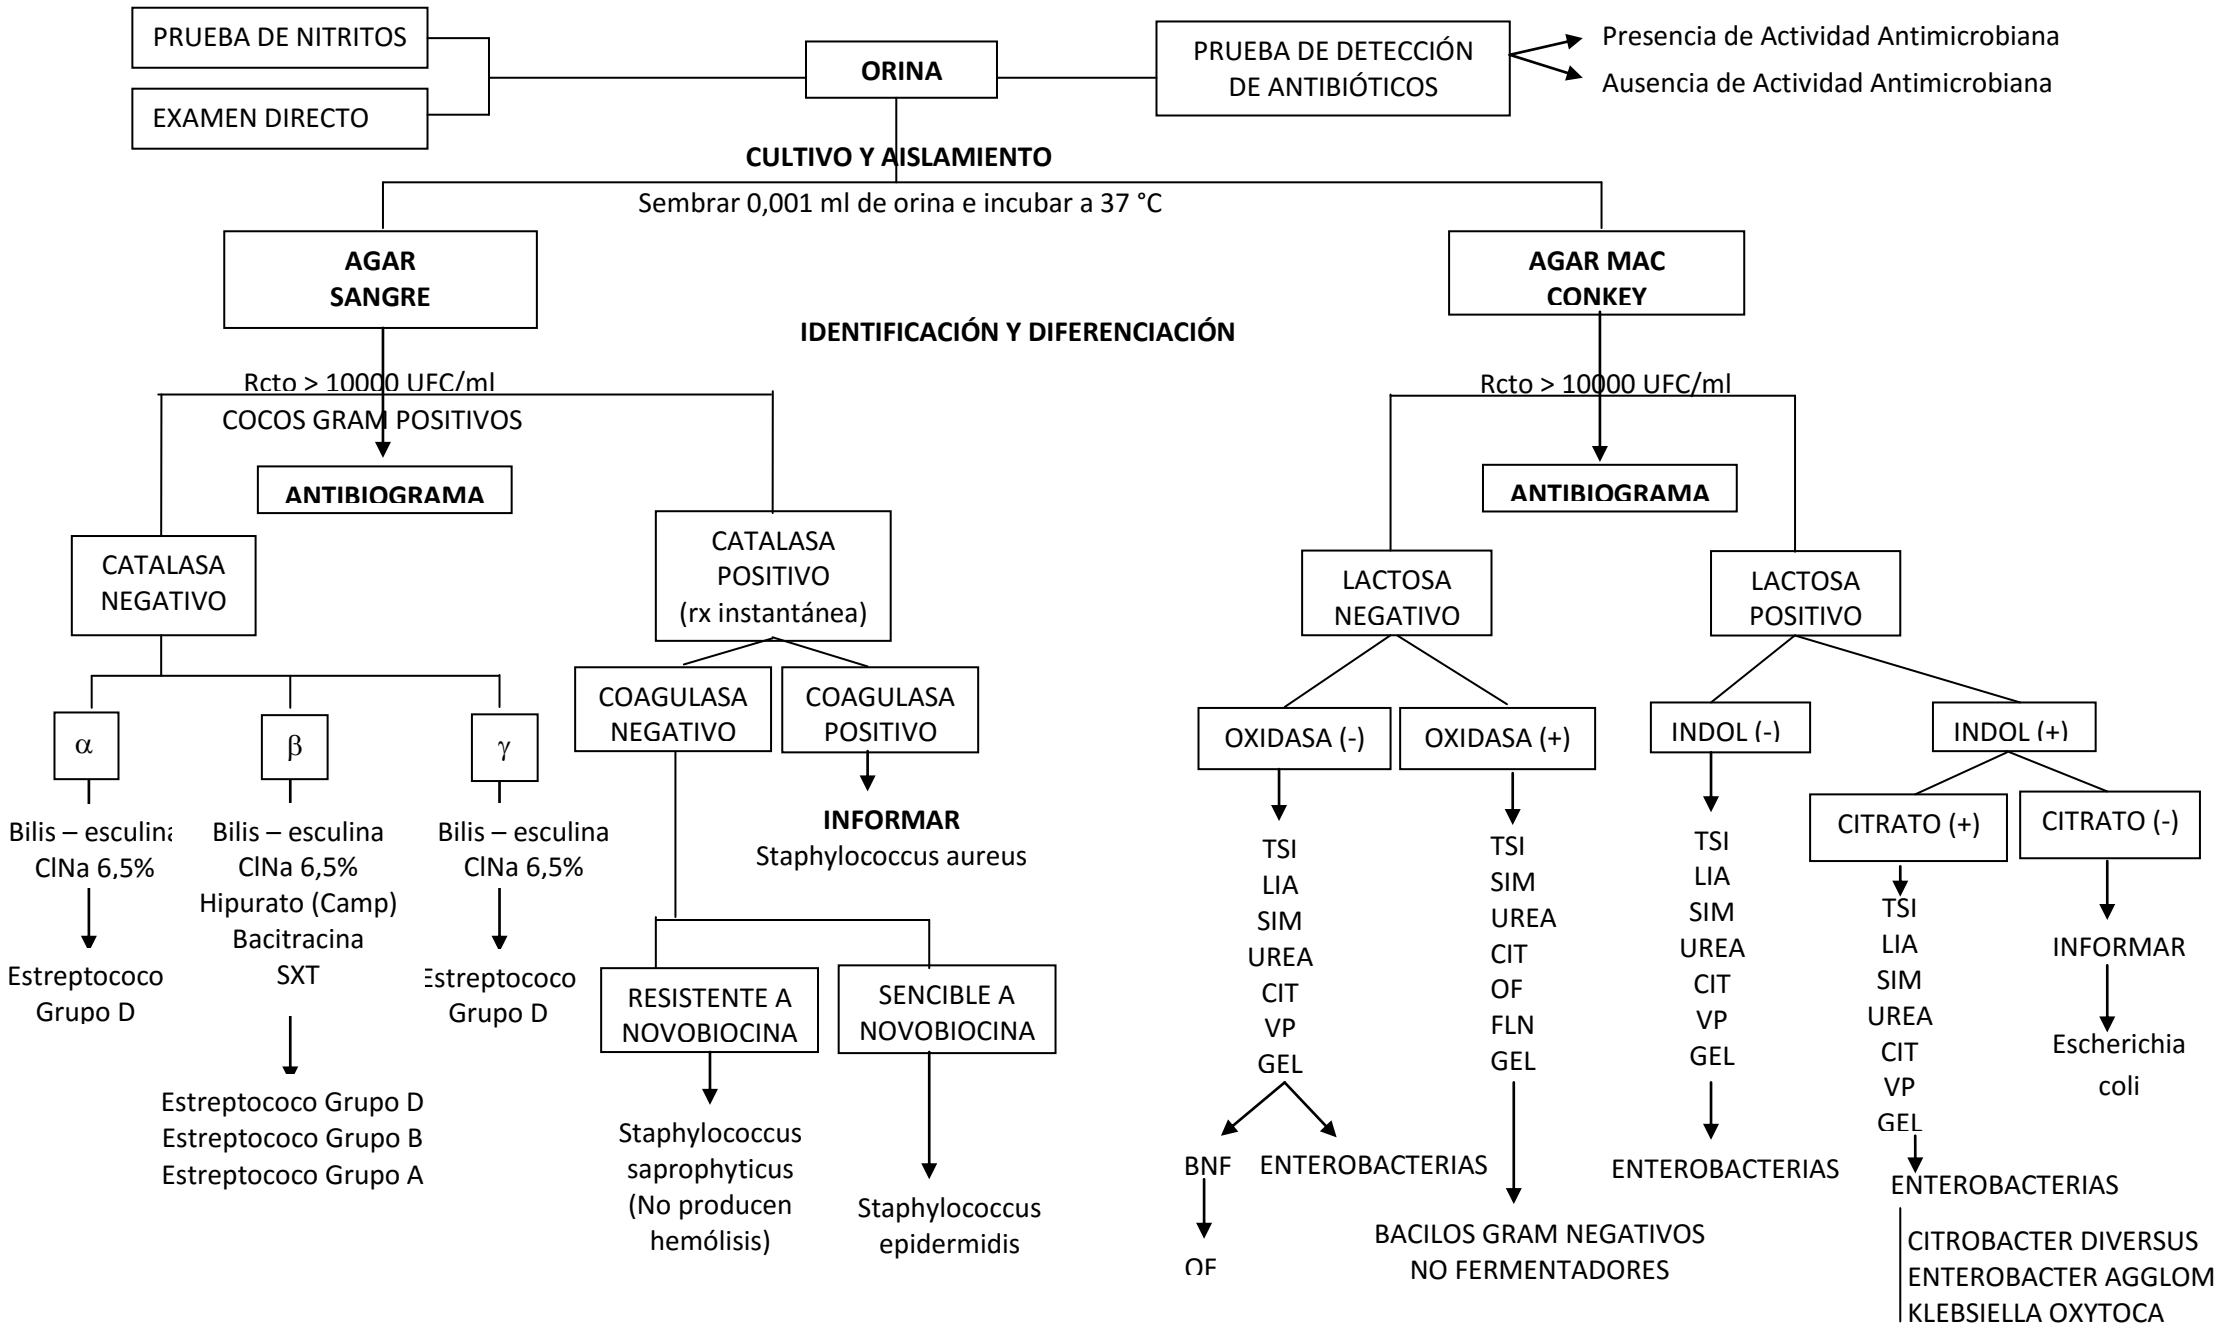 PRUEBA DE NITRITOS
EXAMEN DIRECTO
ORINA
PRUEBA DE DETECCIÓN
DE ANTIBIÓTICOS
Presencia de Actividad Antimicrobiana
Ausencia de Actividad Antimicrobiana
CULTIVO Y AISLAMIENTO
Sembrar 0,001 ml de orina e incubar a 37 °C
AGAR
SANGRE
AGAR MAC
CONKEY
IDENTIFICACIÓN Y DIFERENCIACIÓN
Rcto > 10000 UFC/ml
COCOS GRAM POSITIVOS
ANTIBIOGRAMA
CATALASA
NEGATIVO
CATALASA
POSITIVO
(rx instantánea)
α
β
γ
Bilis – esculina
ClNa 6,5%
Estreptococo
Grupo D
Bilis – esculina
ClNa 6,5%
Hipurato (Camp)
Bacitracina
SXT
Estreptococo Grupo D
Estreptococo Grupo B
Estreptococo Grupo A
Bilis – esculina
ClNa 6,5%
Estreptococo
Grupo D
COAGULASA
NEGATIVO
COAGULASA
POSITIVO
INFORMAR
Staphylococcus aureus
RESISTENTE A
NOVOBIOCINA
SENCIBLE A
NOVOBIOCINA
Staphylococcus
saprophyticus
(No producen
hemólisis)
Staphylococcus
epidermidis
Rcto > 10000 UFC/ml
ANTIBIOGRAMA
LACTOSA
NEGATIVO
LACTOSA
POSITIVO
OXIDASA (-)
OXIDASA (+)
INDOL (-)
INDOL (+)
CITRATO (+)
CITRATO (-)
TSI
LIA
SIM
UREA
CIT
VP
GEL
BNF
ENTEROBACTERIAS
OF
TSI
SIM
UREA
CIT
OF
FLN
GEL
BACILOS GRAM NEGATIVOS
NO FERMENTADORES
TSI
LIA
SIM
UREA
CIT
VP
GEL
ENTEROBACTERIAS
TSI
LIA
SIM
UREA
CIT
VP
GEL
ENTEROBACTERIAS
CITROBACTER DIVERSUS
ENTEROBACTER AGGLOM
KLEBSIELLA OXYTOCA
INFORMAR
Escherichia
coli